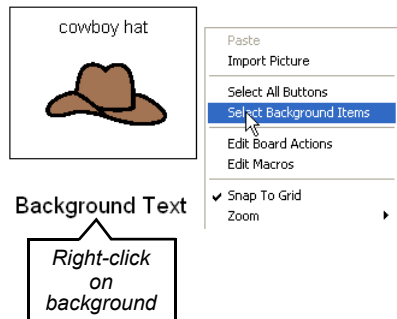 cowboy hat
Paste
Import Picture
Select All Buttons
Select Background Items
Edit Board Actions
Edit Macros
Snap To Grid
Zoom
Background Text
Right-click
on
background